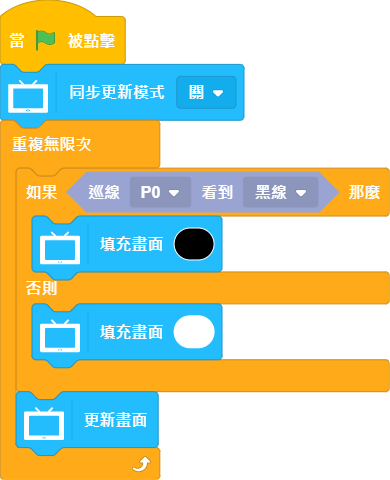 當 被點擊
同步更新模式 關
重複無限次
如果 巡線 P0 看到 黑線 那麼
填充畫面
否則
填充畫面
更新畫面